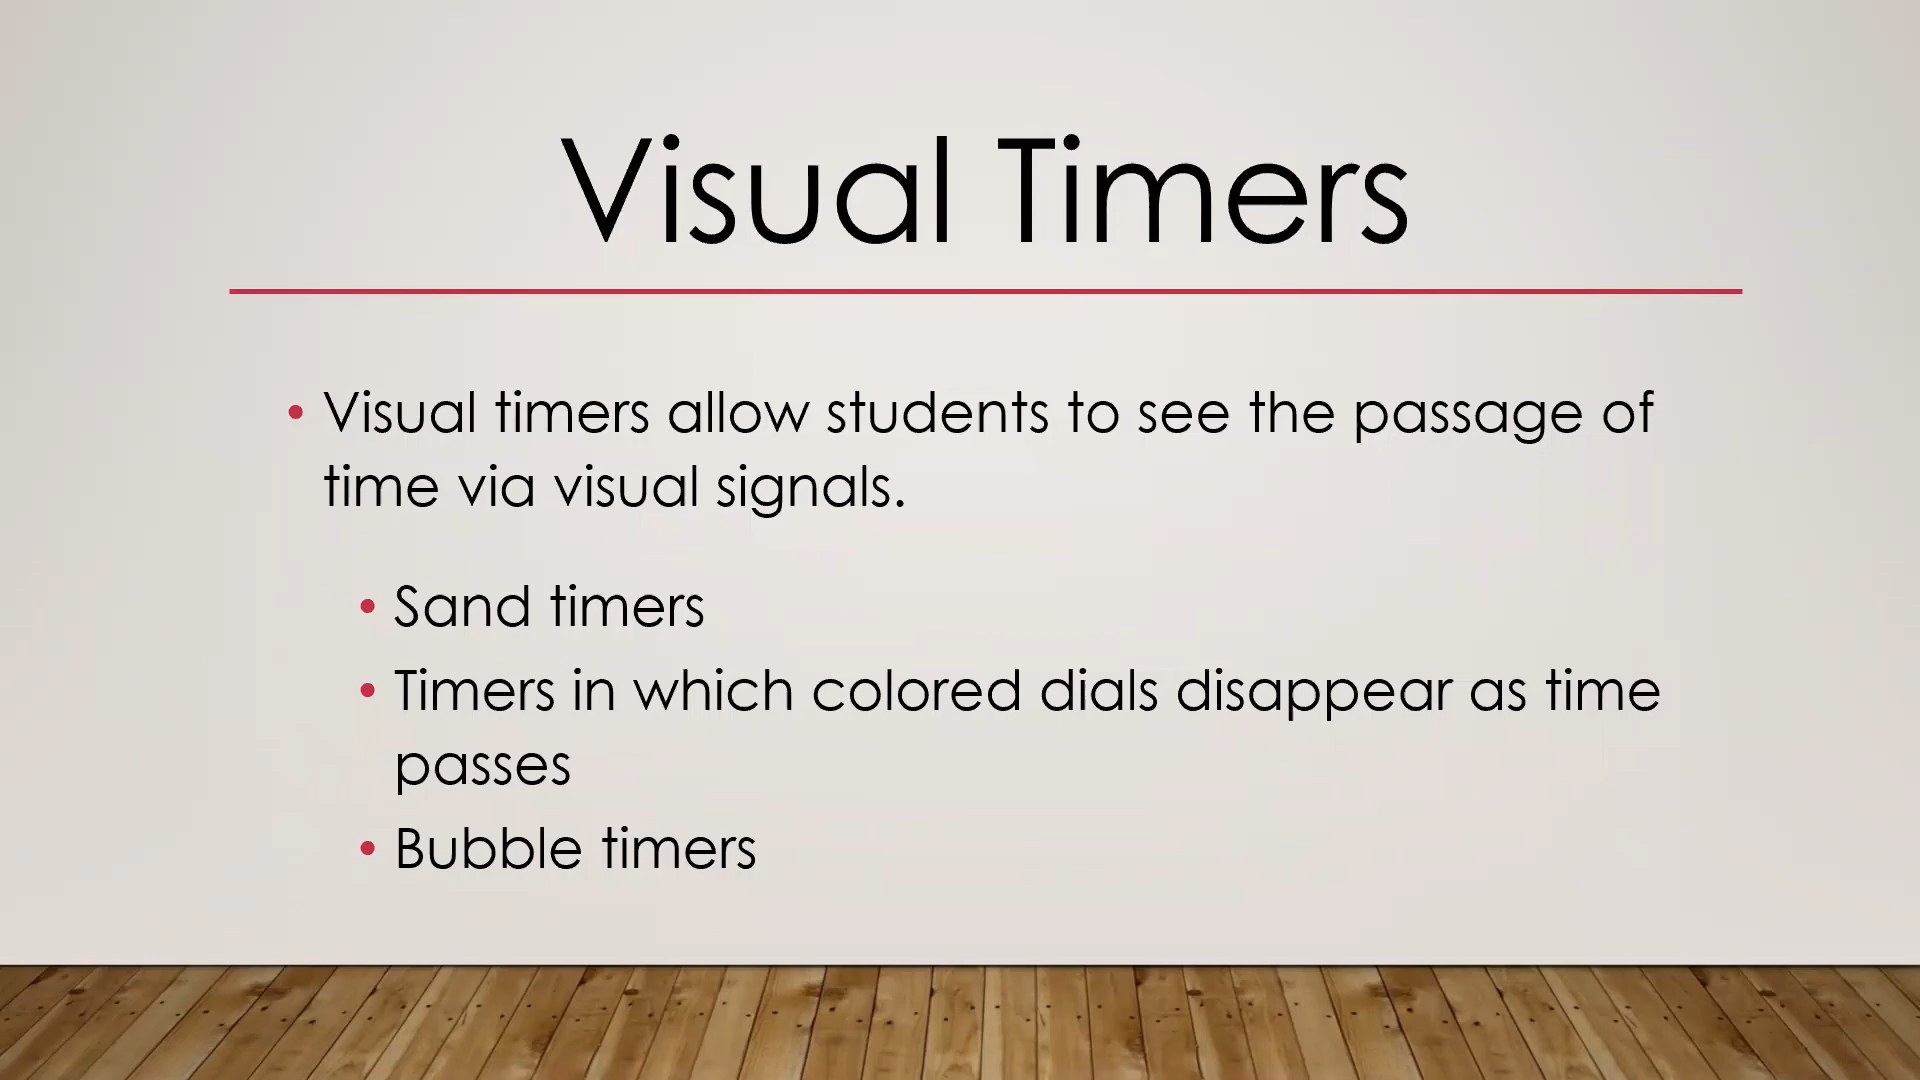 Visual Timers
• Visual timers allow students to see the passage of
time via visual signals.
• Sand timers
• Timers in which colored dials disappear as time
passes
• Bubble timers